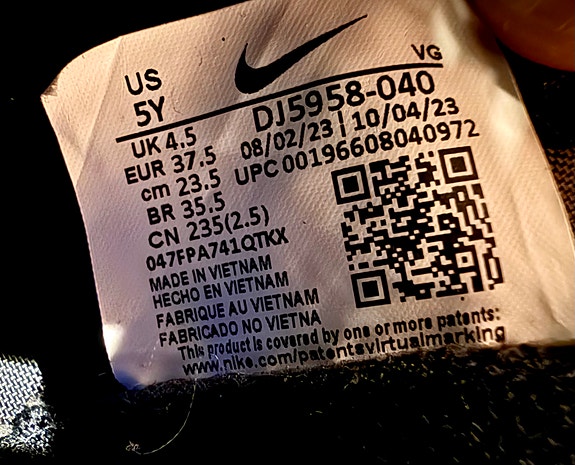 US
5Y
UK 4.5
EUR 37.5
cm 23.5
BR 35.5
CN 235(2.5)
047FPA741QTKX
VG
DJ5958-040
08/02/23 | 10/04/23
UPC 00196608040972
MADE IN VIETNAM
HECHO EN VIETNAM
FABRIQUE AU VIETNAM
FABRICADO NO VIETNA
This product is covered by one or more patents:
www.nike.com/patentsvirtualmarking